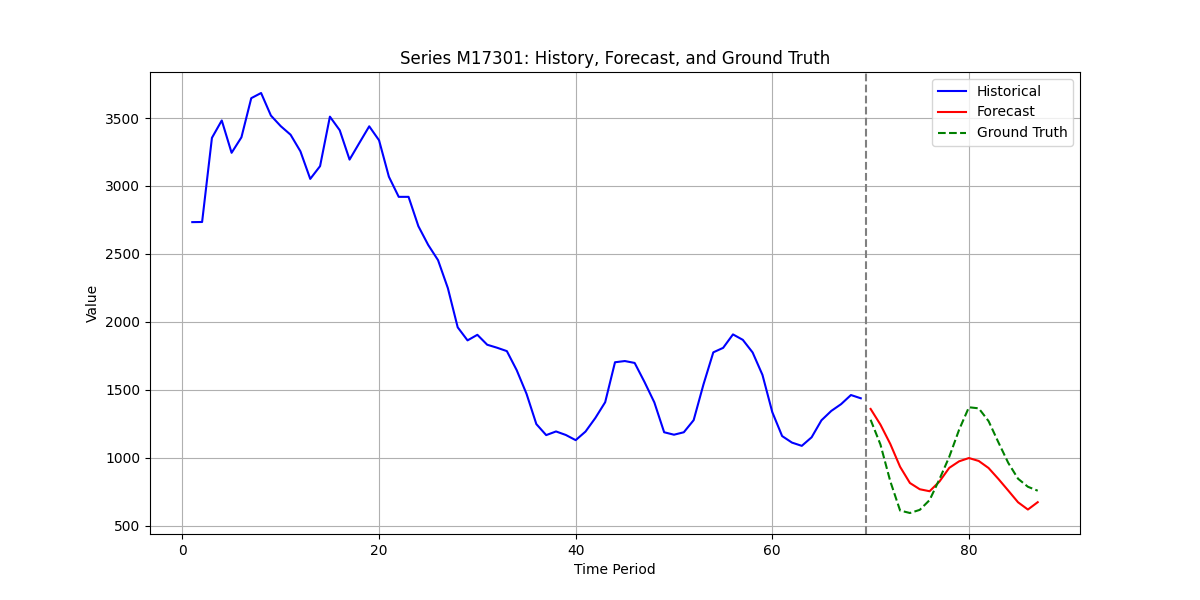 Series M17301: History, Forecast, and Ground Truth
Historical
Forecast
Ground Truth
Value
3500
3000
2500
2000
1500
1000
500
0
20
40
60
80
Time Period